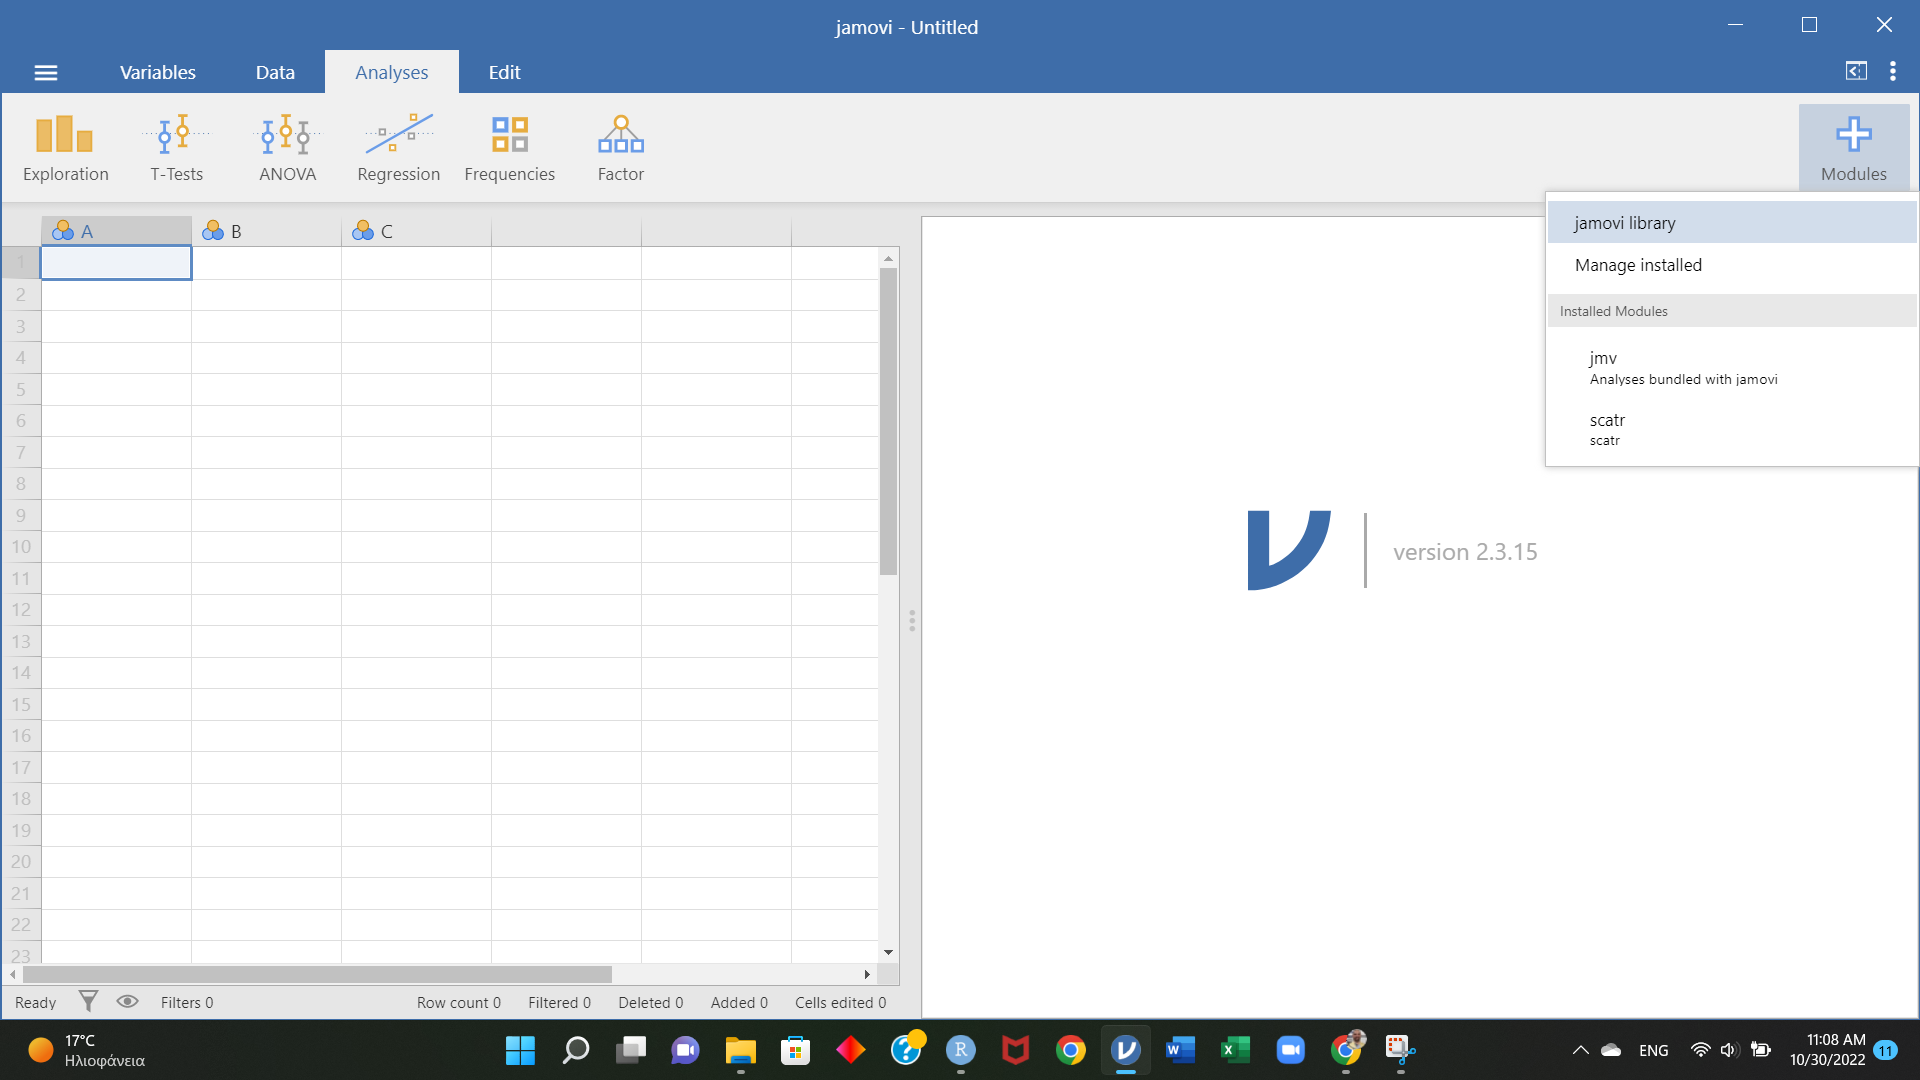 jamovi - Untitled
Variables
Data
Analyses
Edit
Exploration
T-Tests
ANOVA
Regression
Frequencies
Factor
Modules
jamovi library
Manage installed
Installed Modules
jmv
Analyses bundled with jamovi
scatr
scatr
A
B
C
1
2
3
4
5
6
7
8
9
10
11
12
13
14
15
16
17
18
19
20
21
22
23
version 2.3.15
Ready
Filters 0
Row count 0
Filtered 0
Deleted 0
Added 0
Cells edited 0
17°C
Ηλιοφάνεια
?
R
W
X
ENG
11:08 AM
10/30/2022
11